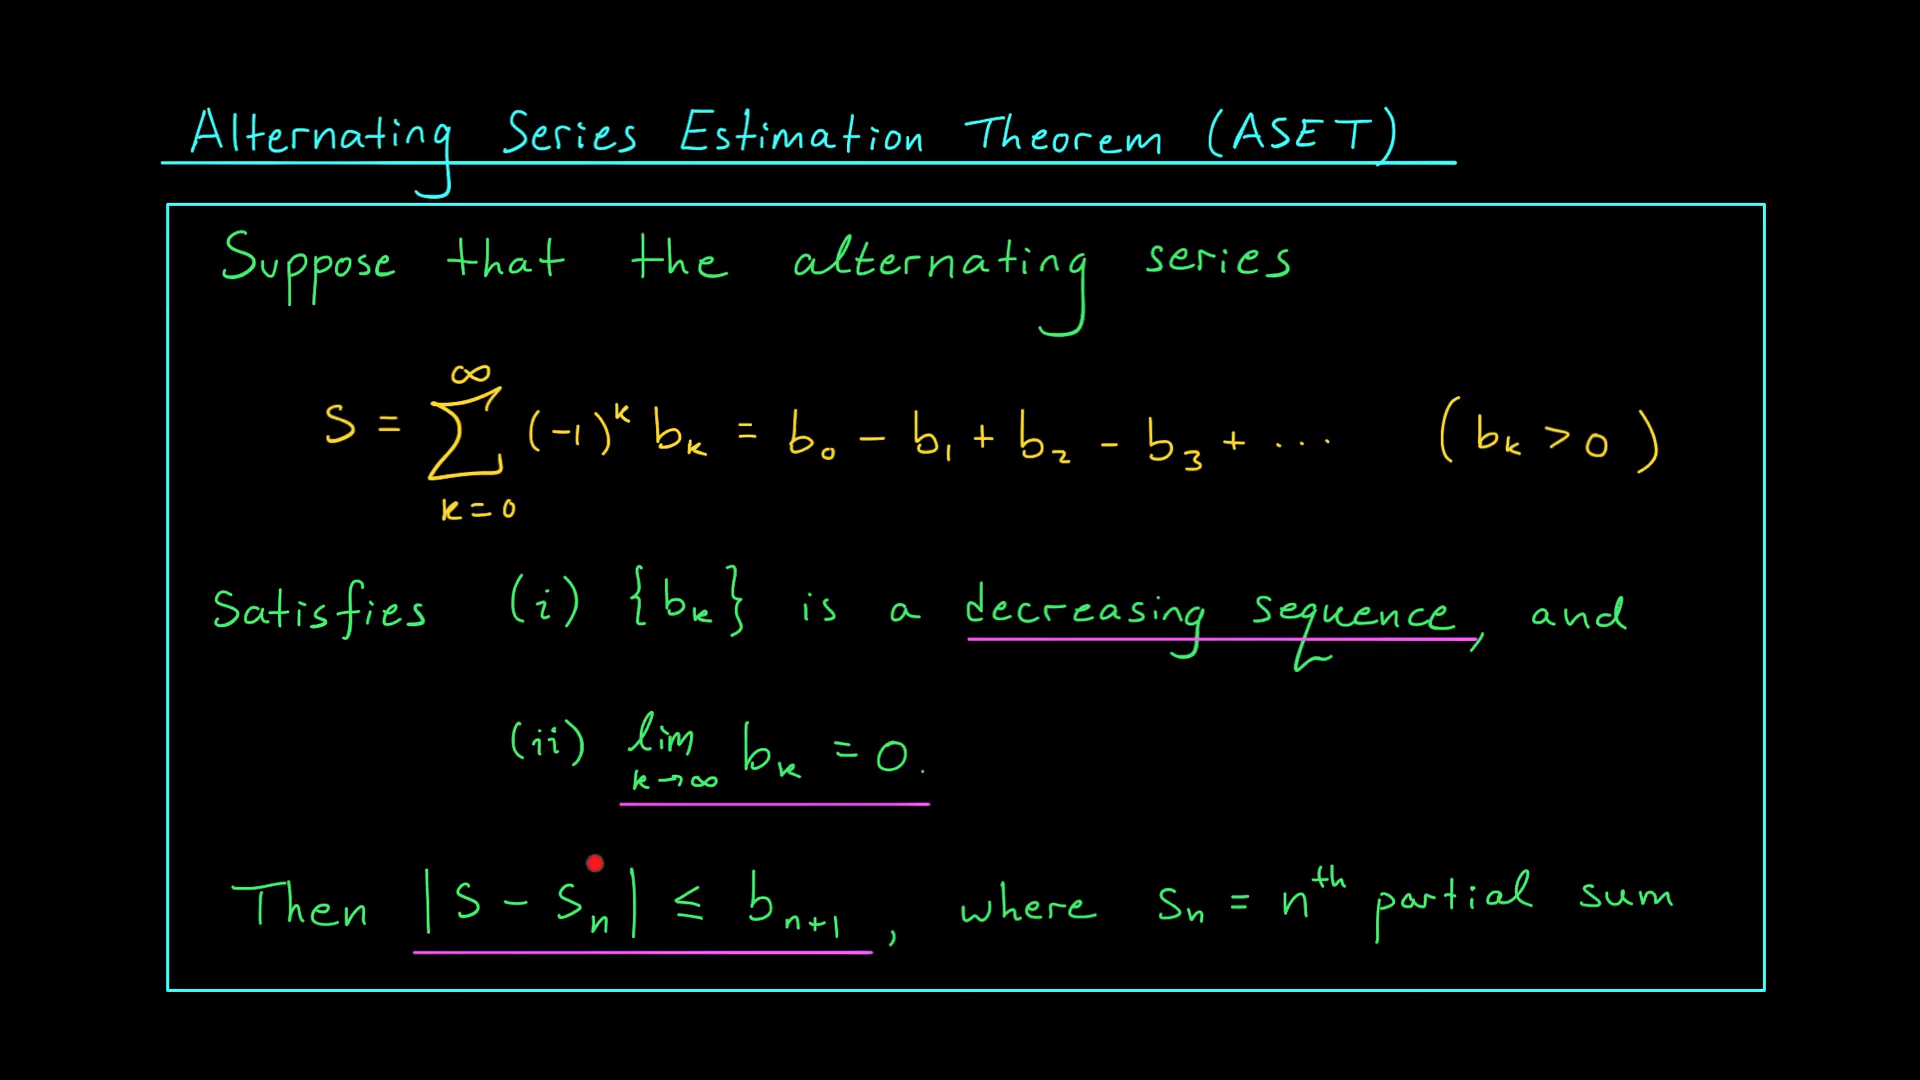 Alternating Series Estimation Theorem (ASET)
Suppose that the alternating series
S = ∑_{k=0}^{∞} (-1)^k b_k = b_0 - b_1 + b_2 - b_3 + ... (b_k > 0)
Satisfies (i) {b_k} is a decreasing sequence, and
(ii) lim_{k→∞} b_k = 0.
Then |S - S_n| ≤ b_{n+1}, where S_n = n^{th} partial sum